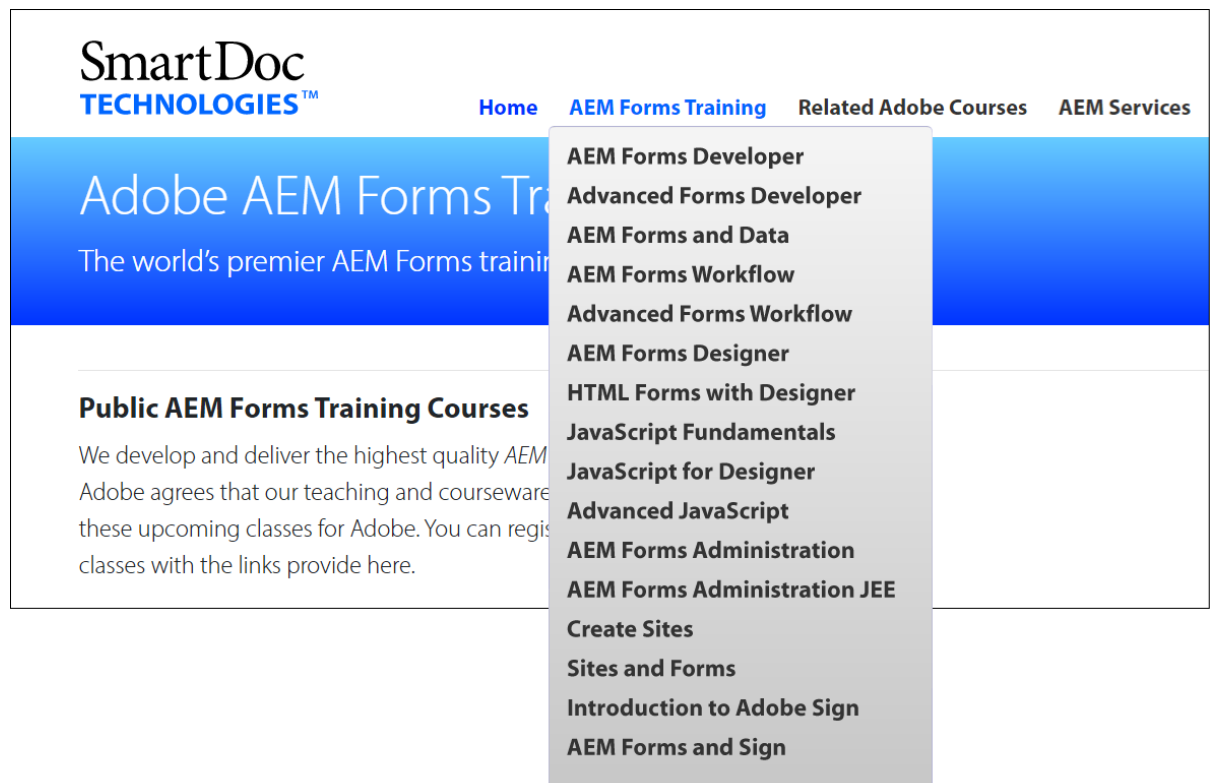 SmartDoc
TECHNOLOGIES™
Home AEM Forms Training Related Adobe Courses AEM Services
AEM Forms Developer
Advanced Forms Developer
AEM Forms and Data
AEM Forms Workflow
Advanced Forms Workflow
AEM Forms Designer
HTML Forms with Designer
JavaScript Fundamentals
JavaScript for Designer
Advanced JavaScript
AEM Forms Administration
AEM Forms Administration JEE
Create Sites
Sites and Forms
Introduction to Adobe Sign
AEM Forms and Sign
Adobe AEM Forms
The world's premier AEM Forms
Public AEM Forms Training Courses
We develop and deliver the highest quality AEM
Adobe agrees that our teaching and courseware
these upcoming classes for Adobe. You can
classes with the links provide here.